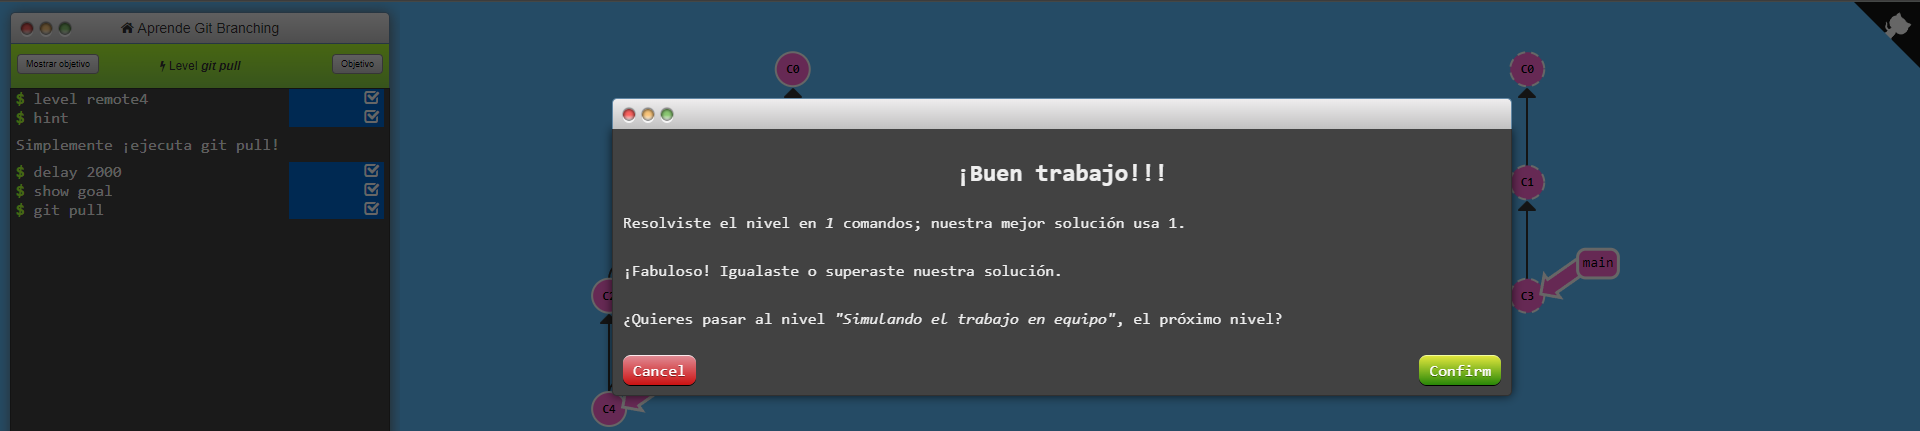 Aprende Git Branching
Mostrar objetivo
Level git pull
Objetivo
$ level remote4
$ hint
Simplemente ¡ejecuta git pull!
$ delay 2000
$ show goal
$ git pull
C0
C0
¡Buen trabajo!!!
C1
Resolviste el nivel en 1 comandos; nuestra mejor solución usa 1.
¡Fabuloso! Igualaste o superaste nuestra solución.
main
C3
¿Quieres pasar al nivel "Simulando el trabajo en equipo", el próximo nivel?
Cancel
Confirm
C4